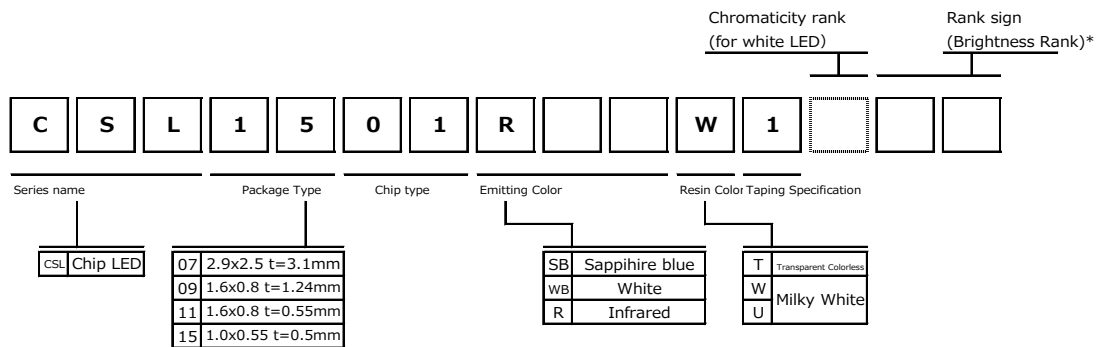 Chromaticity rank
(for white LED)
Rank sign
(Brightness Rank)*
C S L 1 5 0 1 R W 1
Series name
Package Type
Chip type
Emitting Color
Resin Color
Taping Specification
CSL Chip LED
07 2.9x2.5 t=3.1mm
09 1.6x0.8 t=1.24mm
11 1.6x0.8 t=0.55mm
15 1.0x0.55 t=0.5mm
SB Sappihire blue
WB White
R Infrared
T Transparent Colorless
W Milky White
U